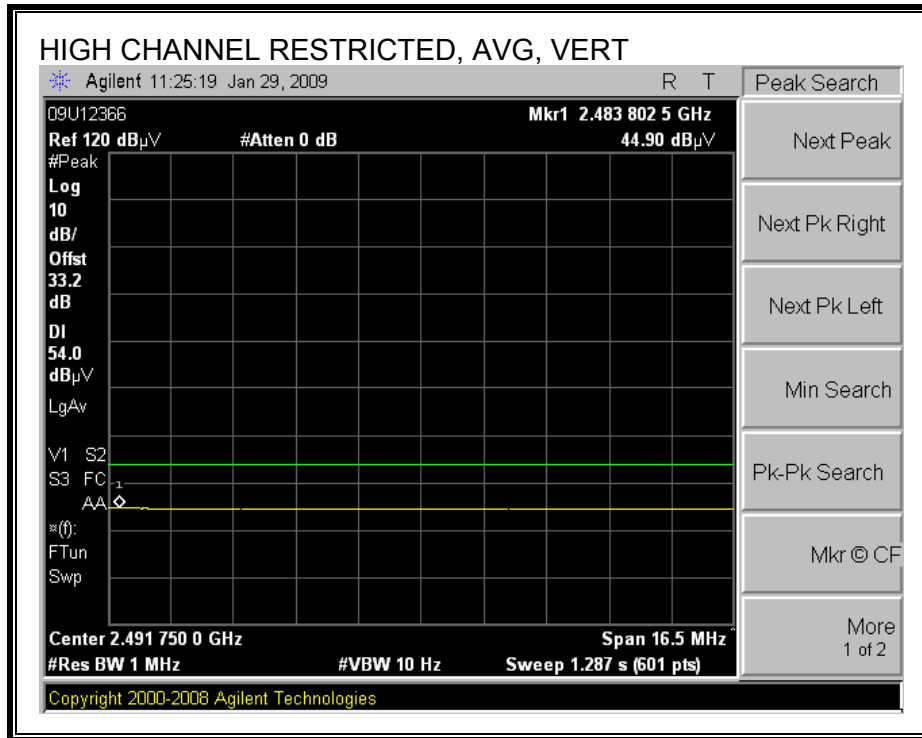 HIGH CHANNEL RESTRICTED, AVG, VERT
Agilent 11:25:19 Jan 29, 2009 R T
Peak Search
09U12366
Mkr1 2.483 802 5 GHz
Ref 120 dBµV #Atten 0 dB 44.90 dBµV
#Peak
Log
10
dB/
Offst
33.2
dB
DI
54.0
dBµV
LgAv
V1 S2
S3 FC
1
AA
¤(f):
FTun
Swp
Center 2.491 750 0 GHz Span 16.5 MHz^
#Res BW 1 MHz #VBW 10 Hz Sweep 1.287 s (601 pts)
Copyright 2000-2008 Agilent Technologies
Next Peak
Next Pk Right
Next Pk Left
Min Search
Pk-Pk Search
Mkr © CF
More
1 of 2